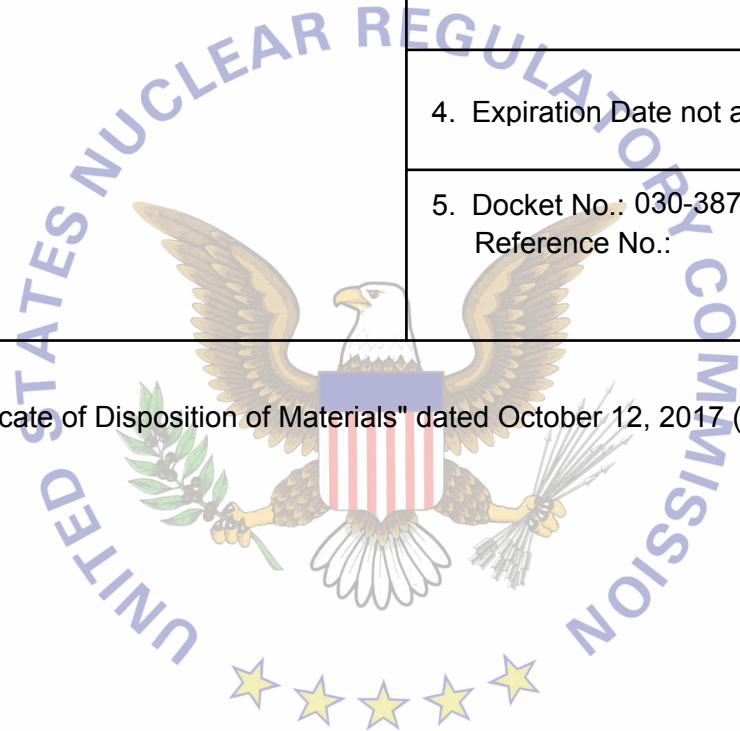 UNITED STATES NUCLEAR REGULATORY COMMISSION
4. Expiration Date not a
5. Docket No.: 030-387
Reference No.:
cate of Disposition of Materials" dated October 12, 2017 (